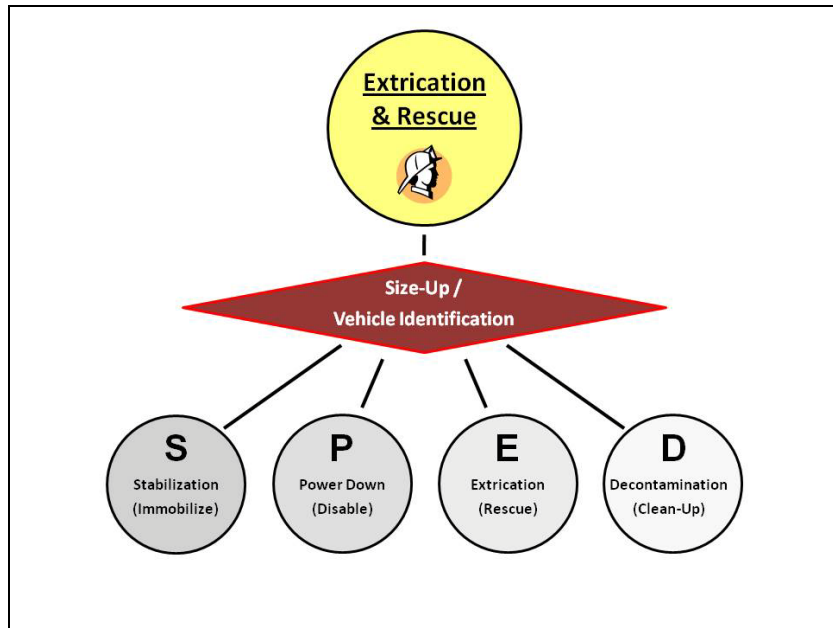 Extrication
& Rescue
Size-Up /
Vehicle Identification
S
Stabilization
(Immobilize)
P
Power Down
(Disable)
E
Extrication
(Rescue)
D
Decontamination
(Clean-Up)